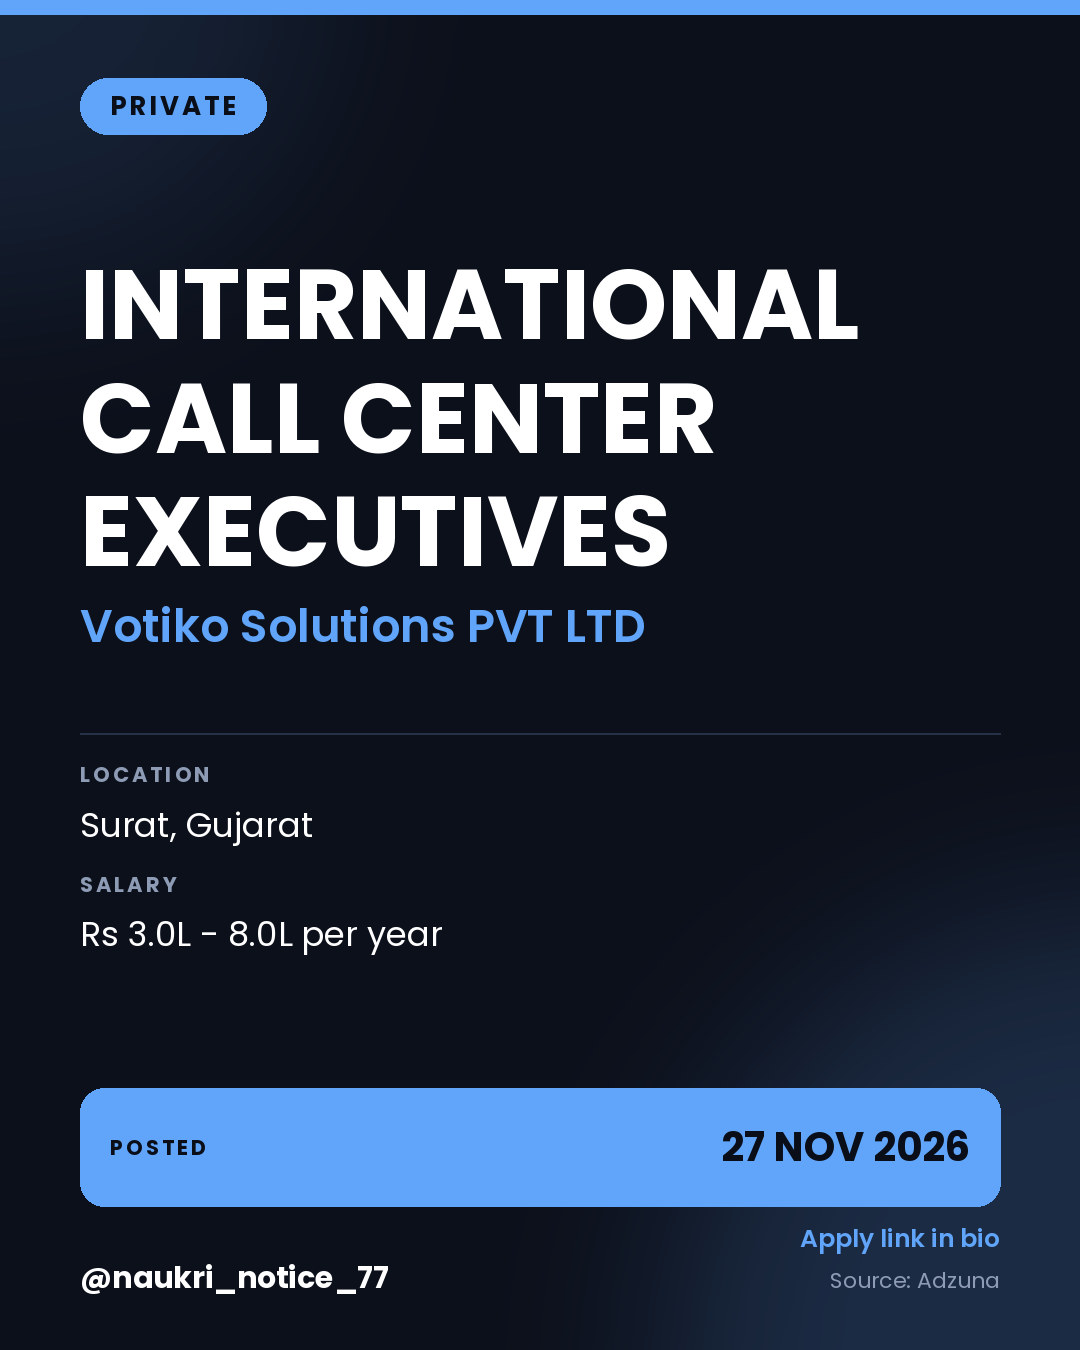 PRIVATE
INTERNATIONAL
CALL CENTER
EXECUTIVES
Votiko Solutions PVT LTD
LOCATION
Surat, Gujarat
SALARY
Rs 3.0L - 8.0L per year
POSTED
27 NOV 2026
Apply link in bio
@naukri_notice_77
Source: Adzuna